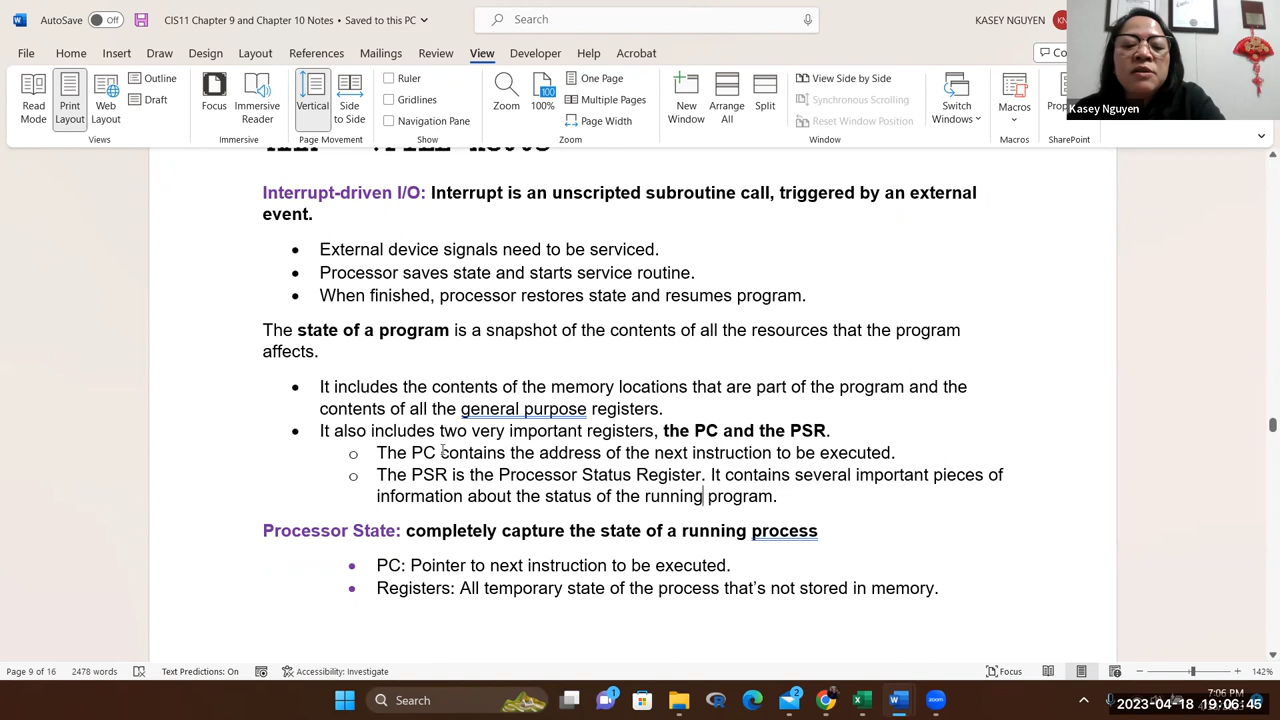 AutoSave Off CIS11 Chapter 9 and Chapter 10 Notes • Saved to this PC Search KASEY NGUYEN KN
File Home Insert Draw Design Layout References Mailings Review View Developer Help Acrobat
Read Mode
Print Layout
Web Layout
Outline
Draft
Views
Focus
Immersive Reader
Immersive
Vertical
Side to Side
Page Movement
Ruler
Gridlines
Navigation Pane
Show
Zoom
100
100%
One Page
Multiple Pages
Page Width
Zoom
New Window
Arrange All
Split
View Side by Side
Synchronous Scrolling
Reset Window Position
Window
Switch Windows
Macros
Macros
SharePoint
Kasey Nguyen
Interrupt-driven I/O: Interrupt is an unscripted subroutine call, triggered by an external
event.
• External device signals need to be serviced.
• Processor saves state and starts service routine.
• When finished, processor restores state and resumes program.
The state of a program is a snapshot of the contents of all the resources that the program
affects.
• It includes the contents of the memory locations that are part of the program and the
contents of all the general purpose registers.
• It also includes two very important registers, the PC and the PSR.
o The PC contains the address of the next instruction to be executed.
o The PSR is the Processor Status Register. It contains several important pieces of
information about the status of the running program.
Processor State: completely capture the state of a running process
• PC: Pointer to next instruction to be executed.
• Registers: All temporary state of the process that's not stored in memory.
Page 9 of 16 2478 words Text Predictions: On Accessibility: Investigate Focus 142%
Search 1 2 7:06 PM
2023-04-18 19:06:45